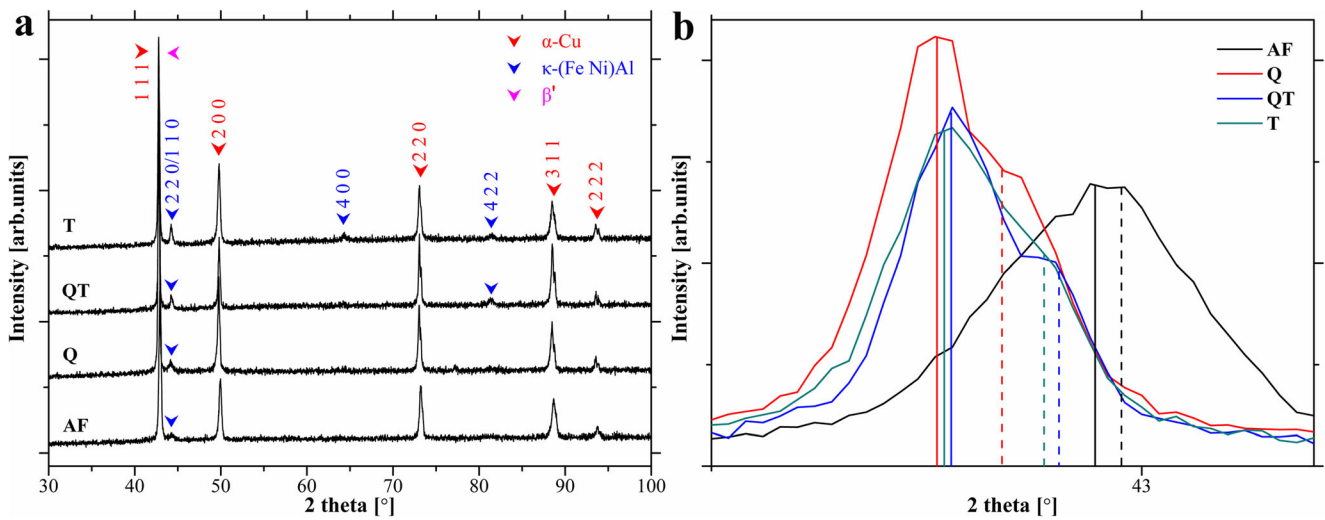 a
α-Cu
κ-(Fe Ni)Al
β'
1 1 1
2 2 0/1 1 0
2 0 0
4 0 0
2 2 0
4 2 2
3 1 1
2 2 2
T
QT
Q
AF
Intensity [arb.units]
30 40 50 60 70 80 90 100
2 theta [°]
b
AF
Q
QT
T
Intensity [arb.units]
43
2 theta [°]